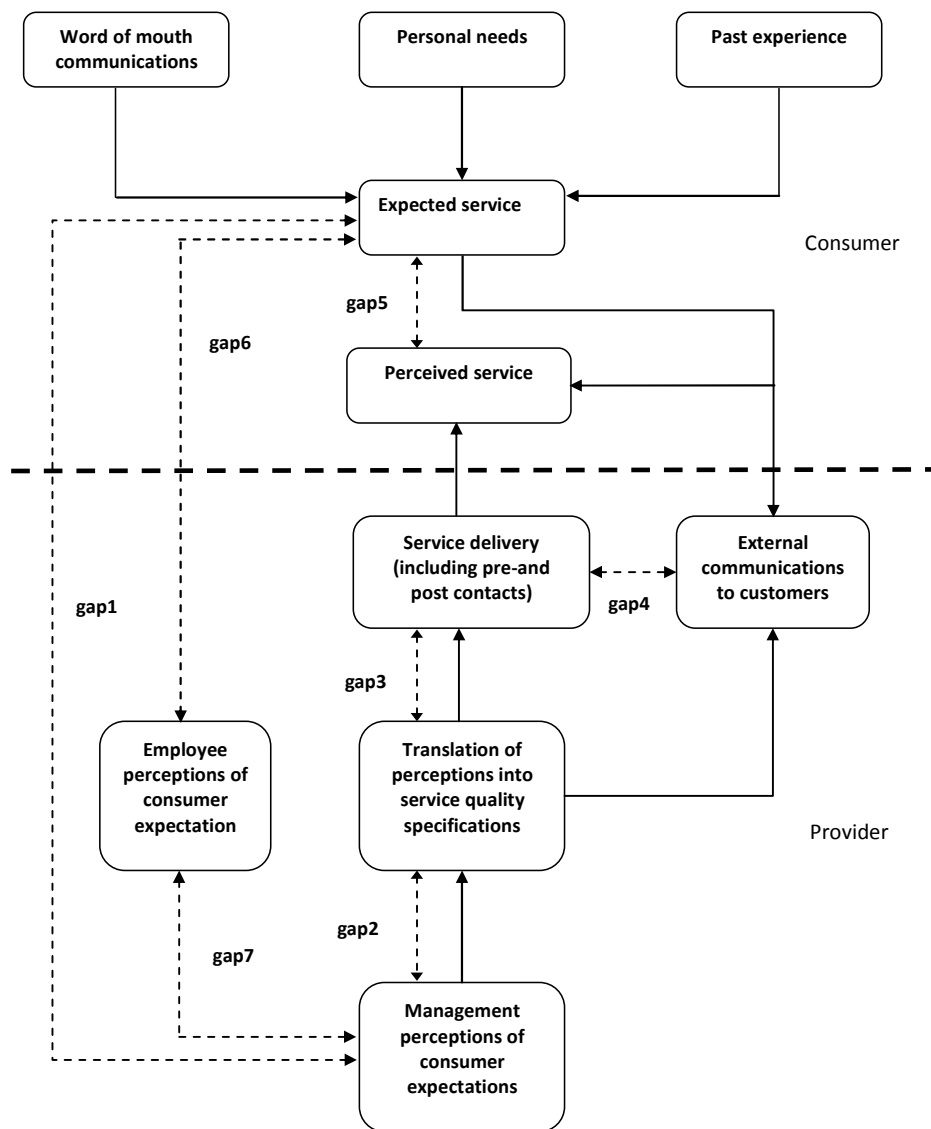 Word of mouth
communications
Personal needs
Past experience
Expected service
Consumer
gap5
gap6
Perceived service
Service delivery
(including pre-and
post contacts)
External
communications
to customers
gap4
gap1
gap3
Employee
perceptions of
consumer
expectation
Translation of
perceptions into
service quality
specifications
Provider
gap2
gap7
Management
perceptions of
consumer
expectations